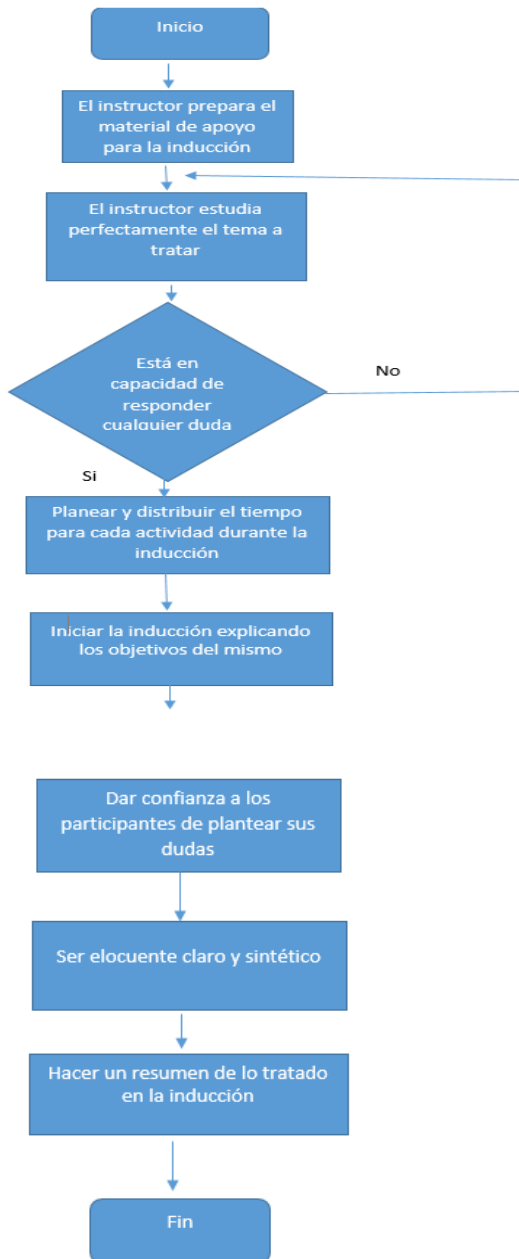 Inicio
El instructor prepara el
material de apoyo
para la inducción
El instructor estudia
perfectamente el tema a
tratar
Está en
capacidad de
responder
cualquier duda
No
Si
Planear y distribuir el tiempo
para cada actividad durante la
inducción
Iniciar la inducción explicando
los objetivos del mismo
Dar confianza a los
participantes de plantear sus
dudas
Ser elocuente claro y sintético
Hacer un resumen de lo tratado
en la inducción
Fin